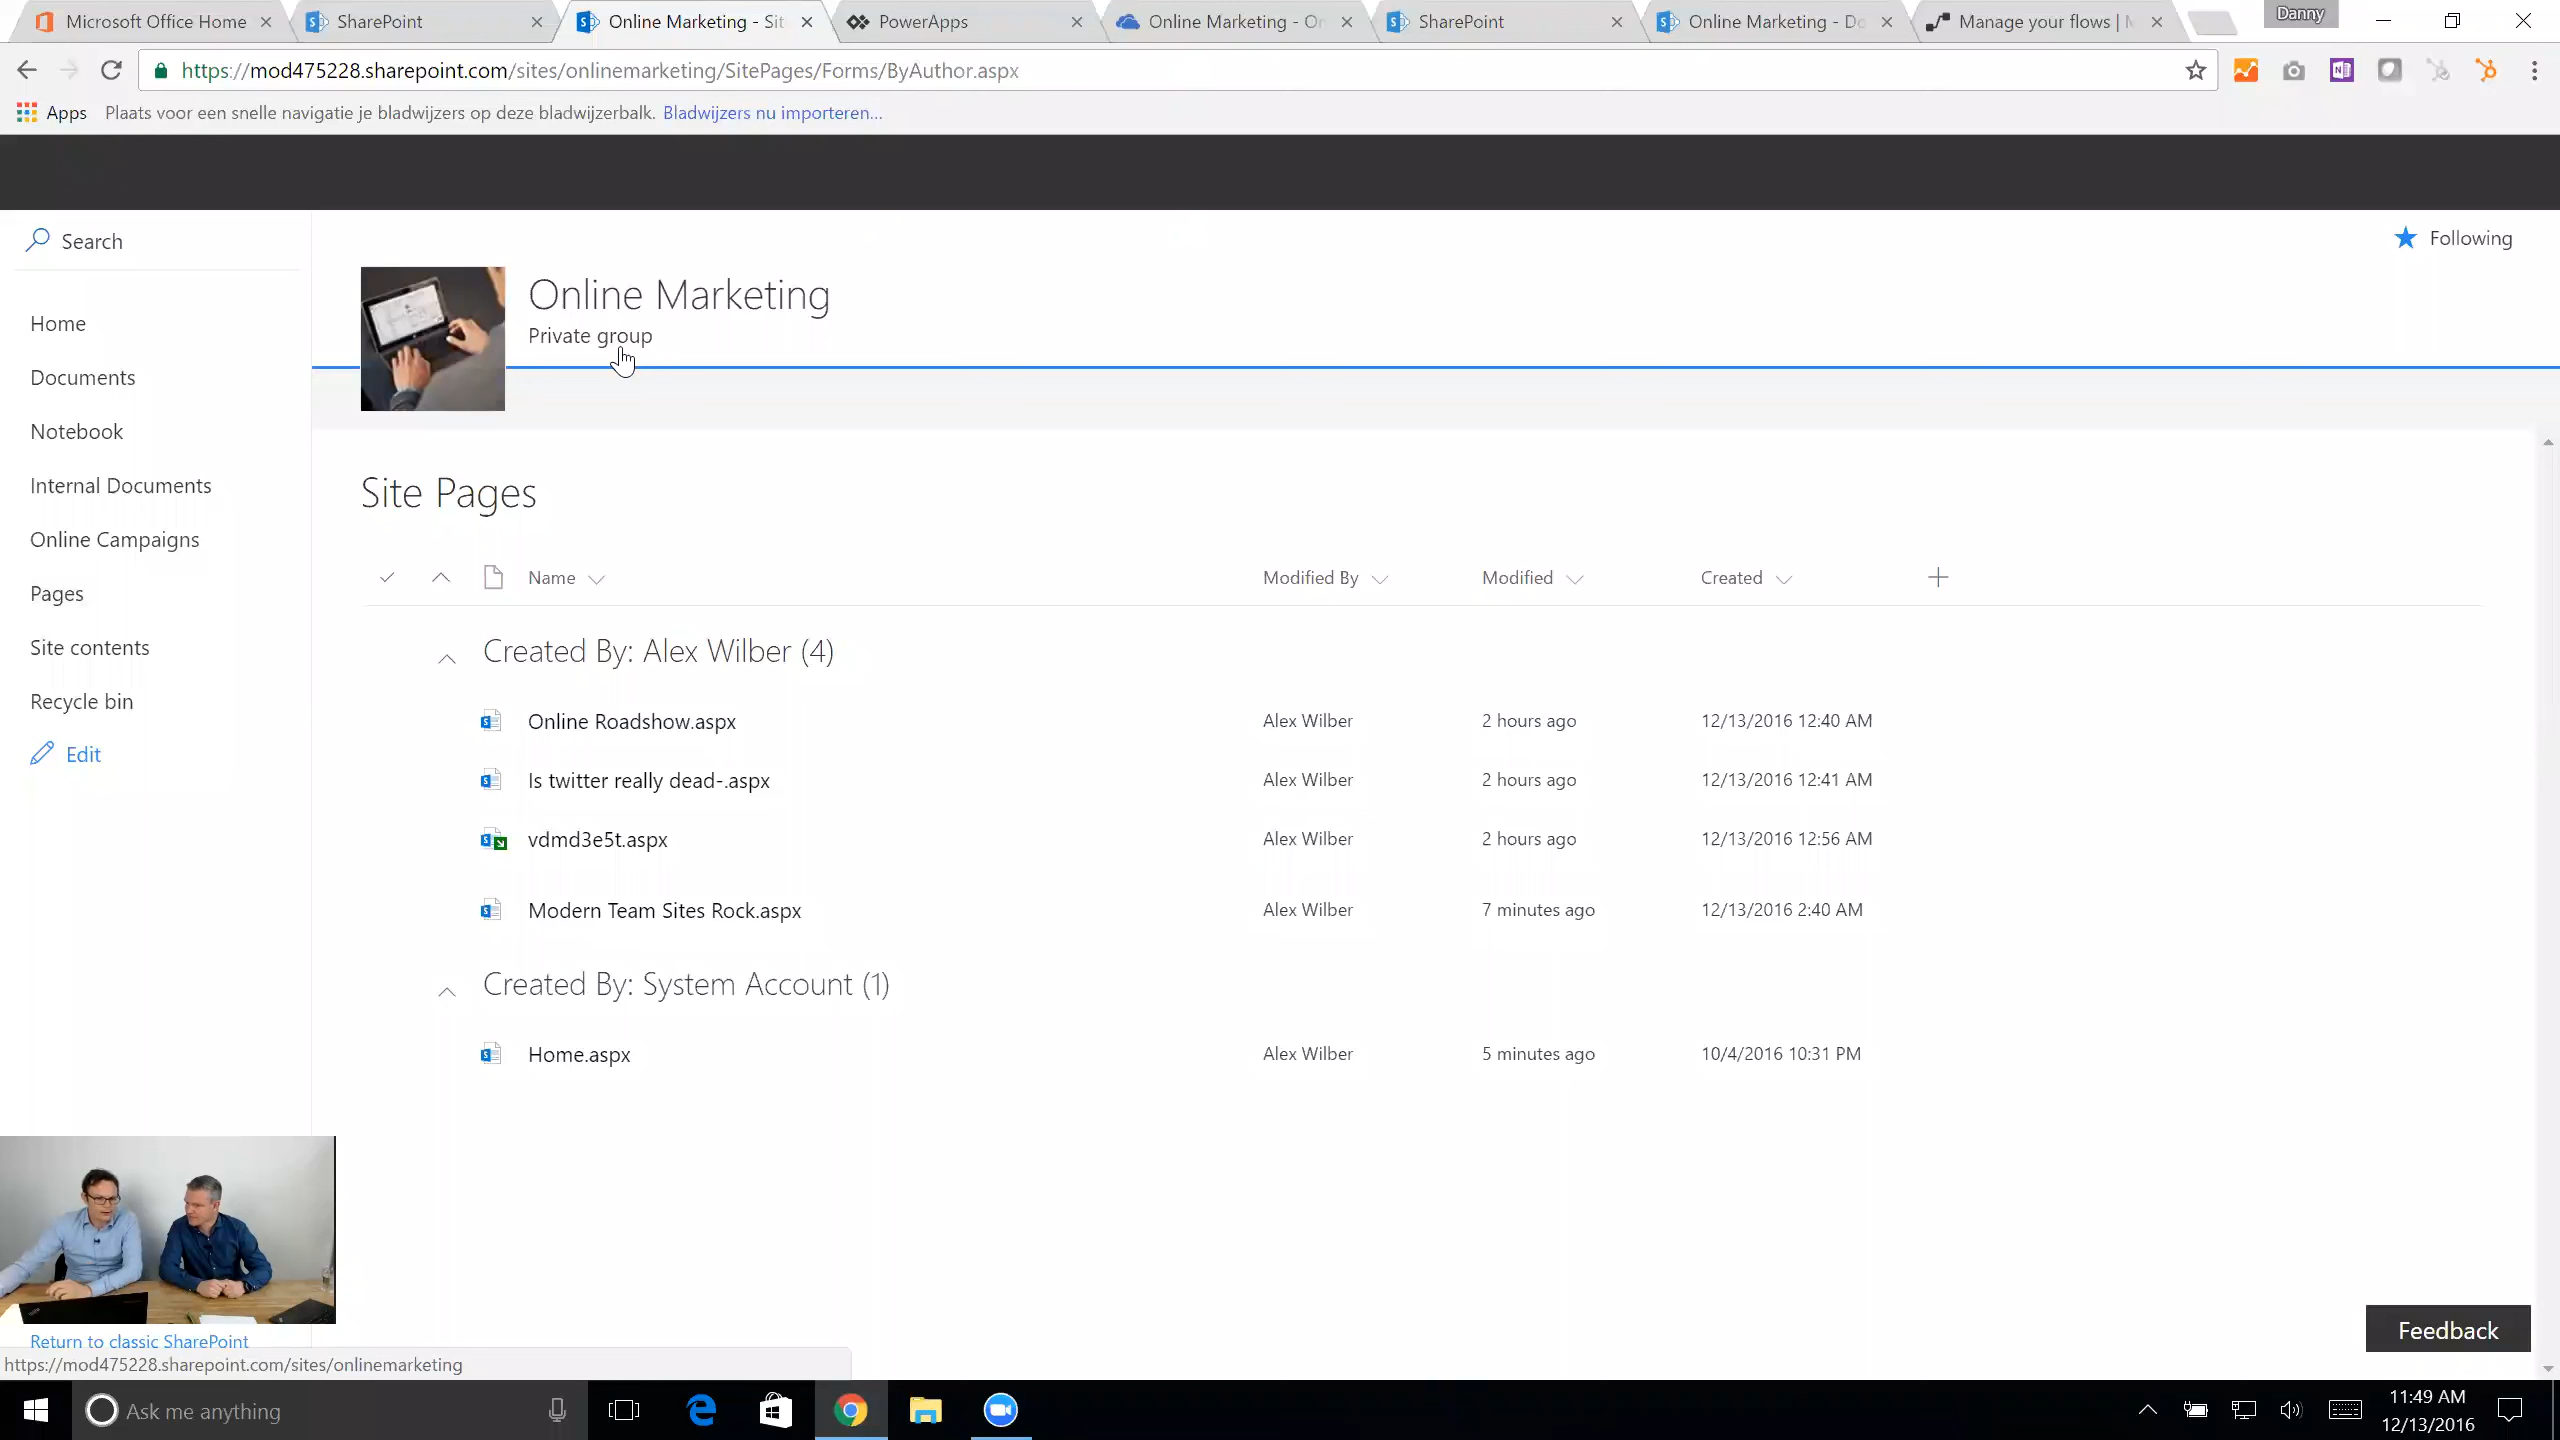 Microsoft Office Home
SharePoint
Online Marketing - Sit
PowerApps
Online Marketing - On
SharePoint
Online Marketing - Do
Manage your flows | M
Danny
https://mod475228.sharepoint.com/sites/onlinemarketing/SitePages/Forms/ByAuthor.aspx
Apps Plaats voor een snelle navigatie je bladwijzers op deze bladwijzerbalk. Bladwijzers nu importeren...
Search
Following
Online Marketing
Private group
Home
Documents
Notebook
Internal Documents
Online Campaigns
Pages
Site contents
Recycle bin
Edit
Site Pages
Name Modified By Modified Created
Created By: Alex Wilber (4)
Online Roadshow.aspx Alex Wilber 2 hours ago 12/13/2016 12:40 AM
Is twitter really dead-.aspx Alex Wilber 2 hours ago 12/13/2016 12:41 AM
vdmd3e5t.aspx Alex Wilber 2 hours ago 12/13/2016 12:56 AM
Modern Team Sites Rock.aspx Alex Wilber 7 minutes ago 12/13/2016 2:40 AM
Created By: System Account (1)
Home.aspx Alex Wilber 5 minutes ago 10/4/2016 10:31 PM
Feedback
Return to classic SharePoint
https://mod475228.sharepoint.com/sites/onlinemarketing
Ask me anything
11:49 AM
12/13/2016